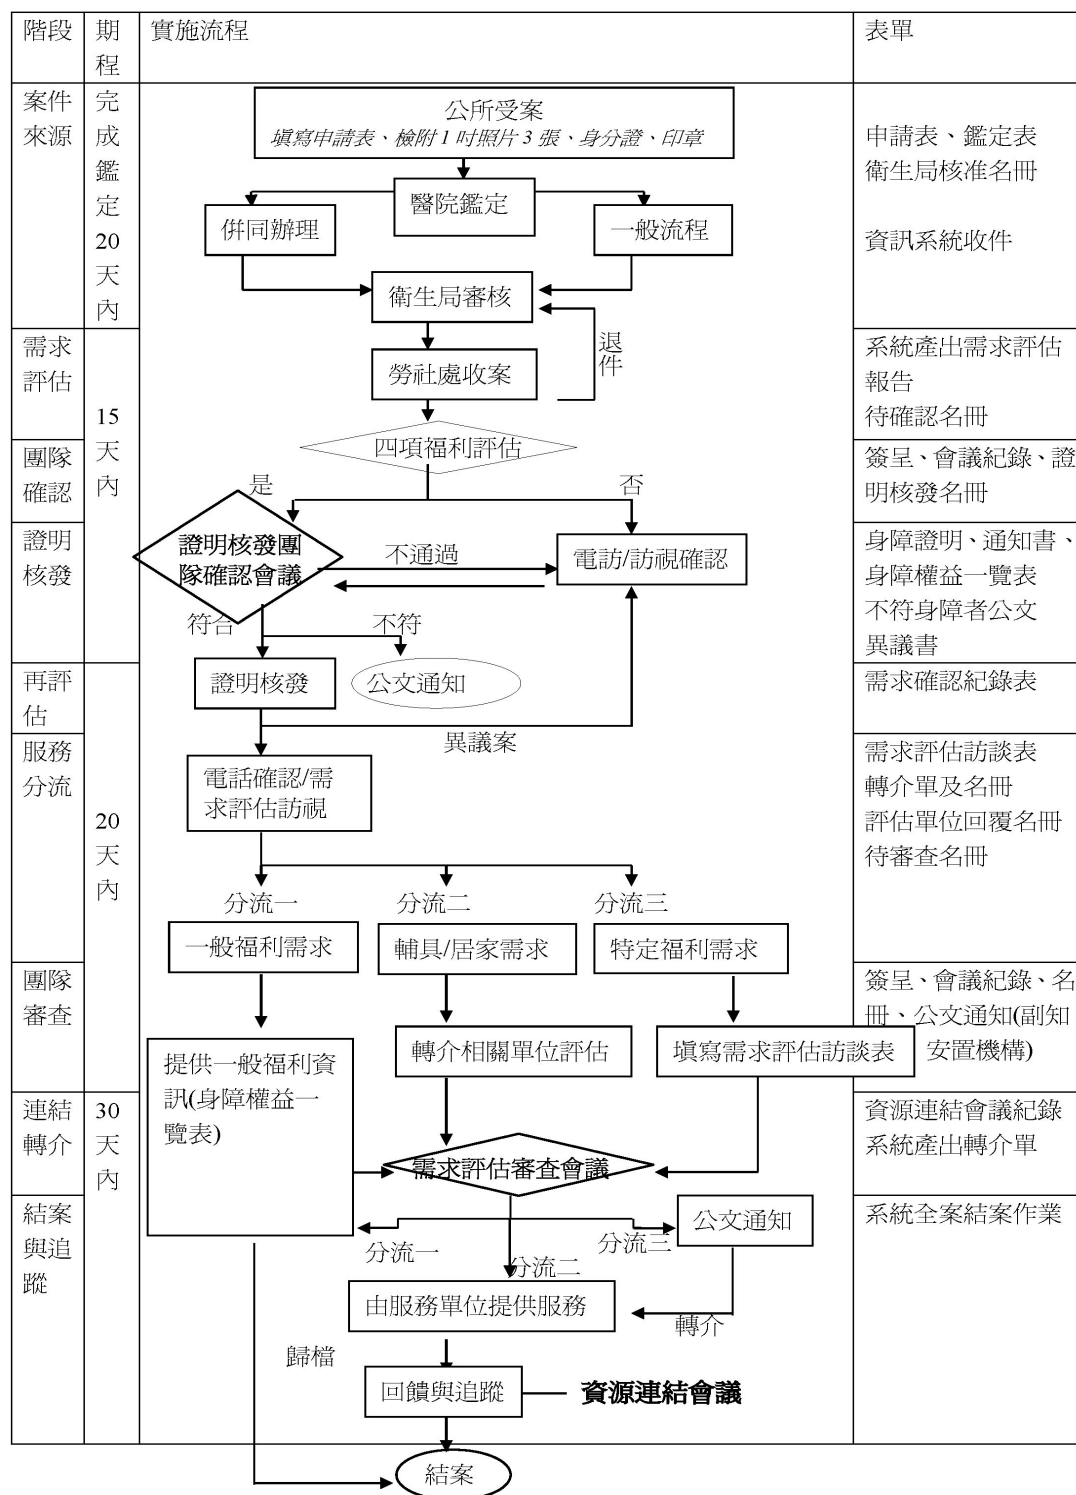 階段
期
程
實施流程
表單
案件
來源
完
成
鑑
定
20
天
內
公所受案
填寫申請表、檢附 1 吋照片 3 張、身分證、印章
醫院鑑定
併同辦理
一般流程
衛生局審核
退
件
申請表、鑑定表
衛生局核准名冊
資訊系統收件
需求
評估
15
天
內
勞社處收案
四項福利評估
系統產出需求評估
報告
待確認名冊
團隊
確認
是
否
簽呈、會議紀錄、證
明核發名冊
證明
核發
證明核發團
隊確認會議
不通過
電訪/訪視確認
符合
不符
身障證明、通知書、
身障權益一覽表
不符身障者公文
異議書
再評
估
20
天
內
證明核發
公文通知
異議案
需求確認紀錄表
服務
分流
電話確認/需
求評估訪視
分流一
分流二
分流三
一般福利需求
輔具/居家需求
特定福利需求
需求評估訪談表
轉介單及名冊
評估單位回覆名冊
待審查名冊
團隊
審查
提供一般福利資
訊(身障權益一
覽表)
轉介相關單位評估
填寫需求評估訪談表
簽呈、會議紀錄、名
冊、公文通知(副知
安置機構)
連結
轉介
30
天
內
需求評估審查會議
資源連結會議紀錄
系統產出轉介單
結案
與追
蹤
公文通知
分流一
分流二
分流三
由服務單位提供服務
轉介
歸檔
回饋與追蹤
資源連結會議
結案
系統全案結案作業